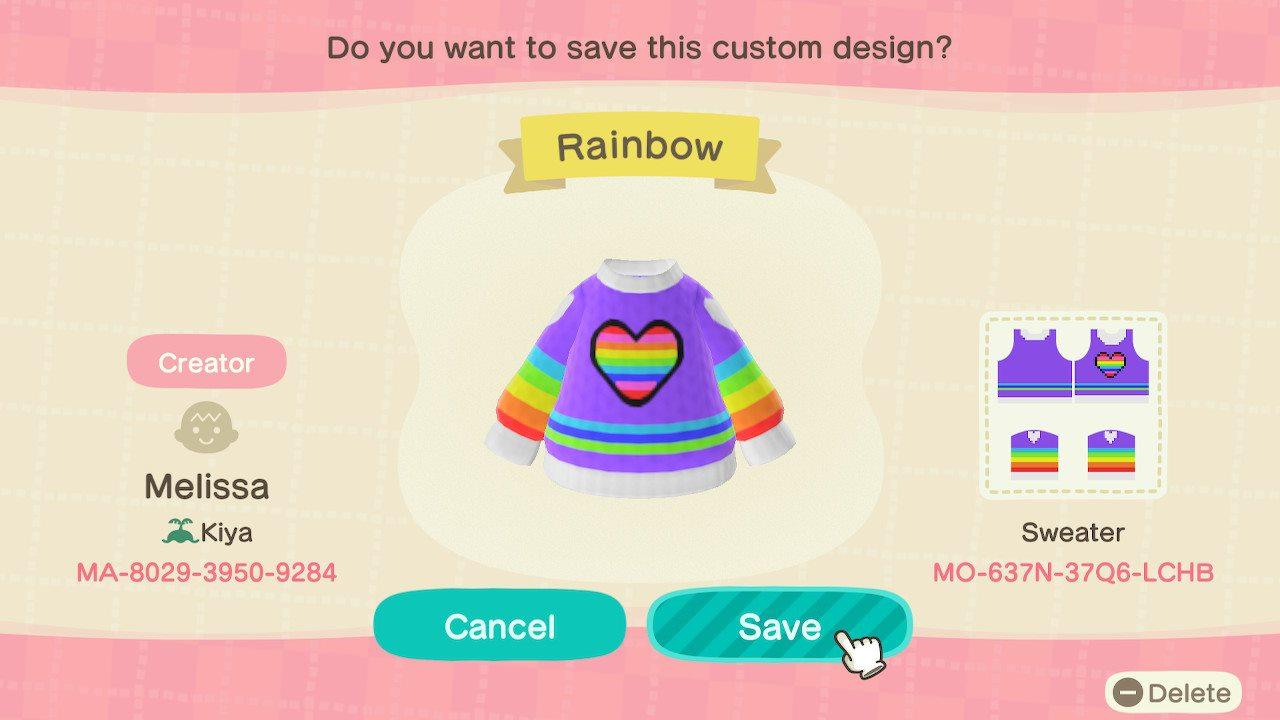 Do you want to save this custom design?
Rainbow
Creator
Melissa
Kiya
MA-8029-3950-9284
Sweater
MO-637N-37Q6-LCHB
Cancel
Save
Delete